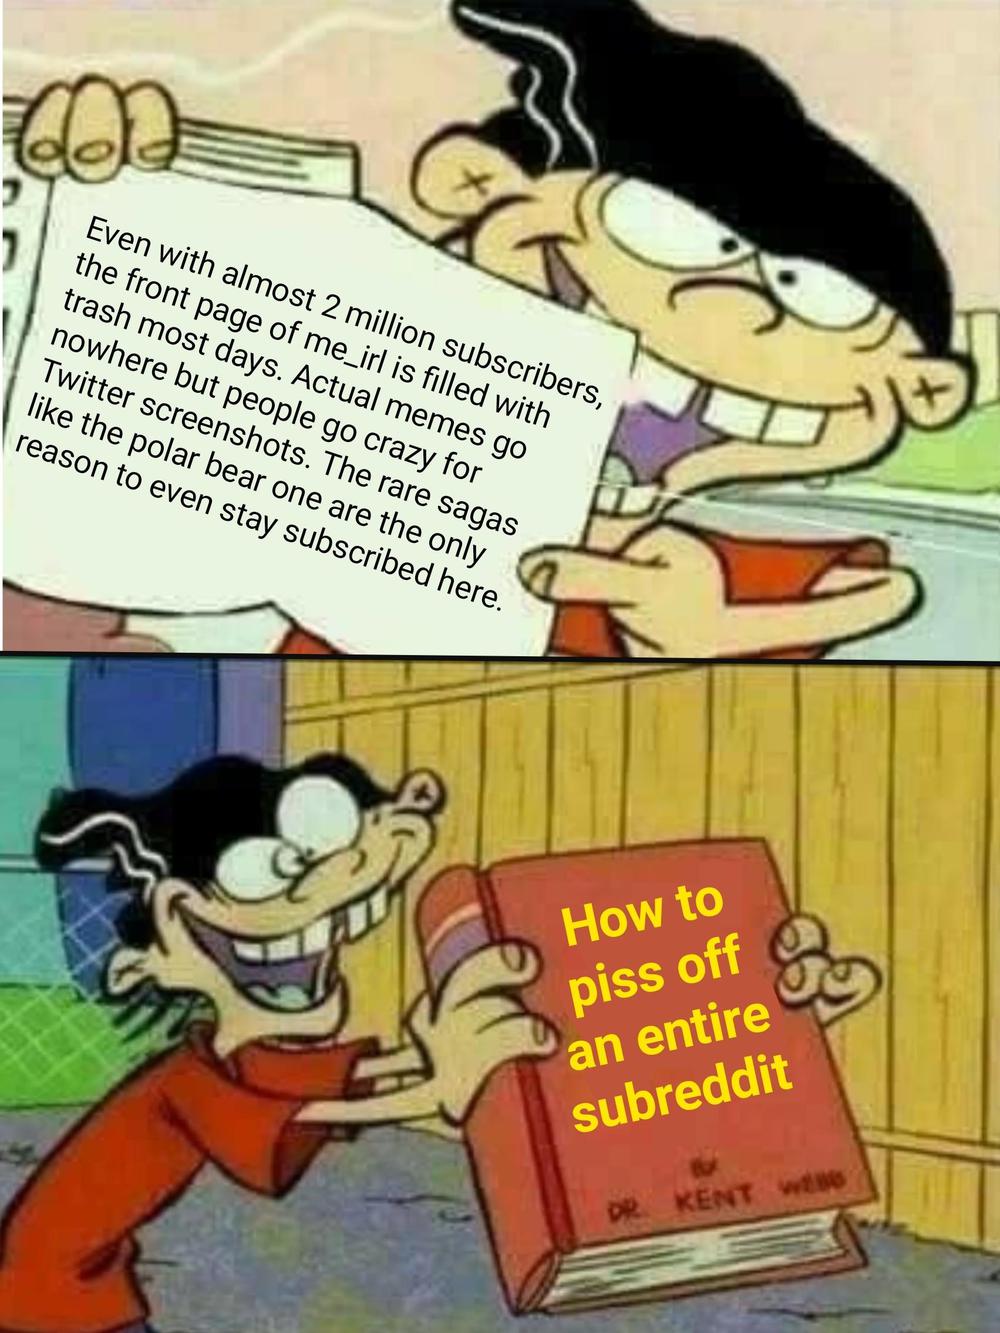 Even with almost 2 million subscribers,
the front page of me_irl is filled with
trash most days. Actual memes go
nowhere but people go crazy for
Twitter screenshots. The rare sagas
like the polar bear one are the only
reason to even stay subscribed here.
How to
piss off
an entire
subreddit
BY
DR. KENT WEBB